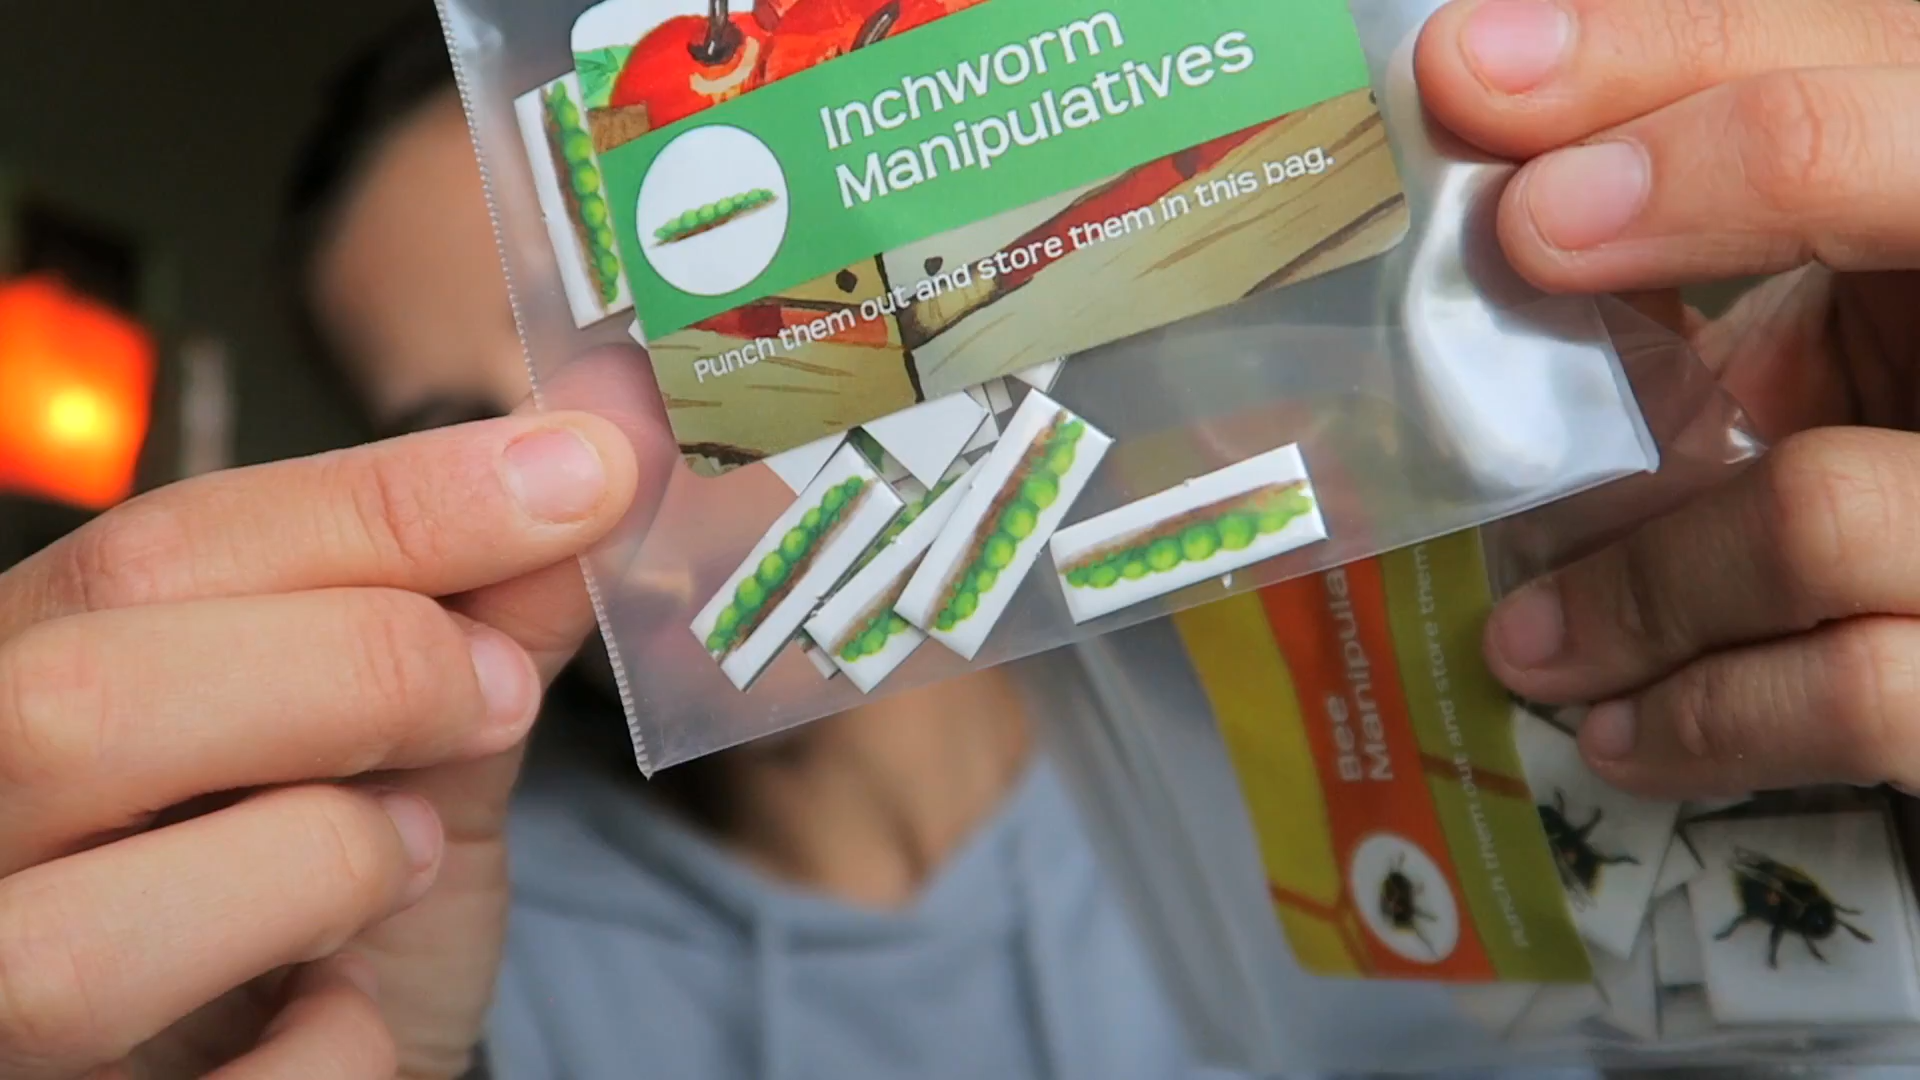 Inchworm
Manipulatives
Punch them out and store them in this bag.
Bee
Manipula
Punch them out and store them